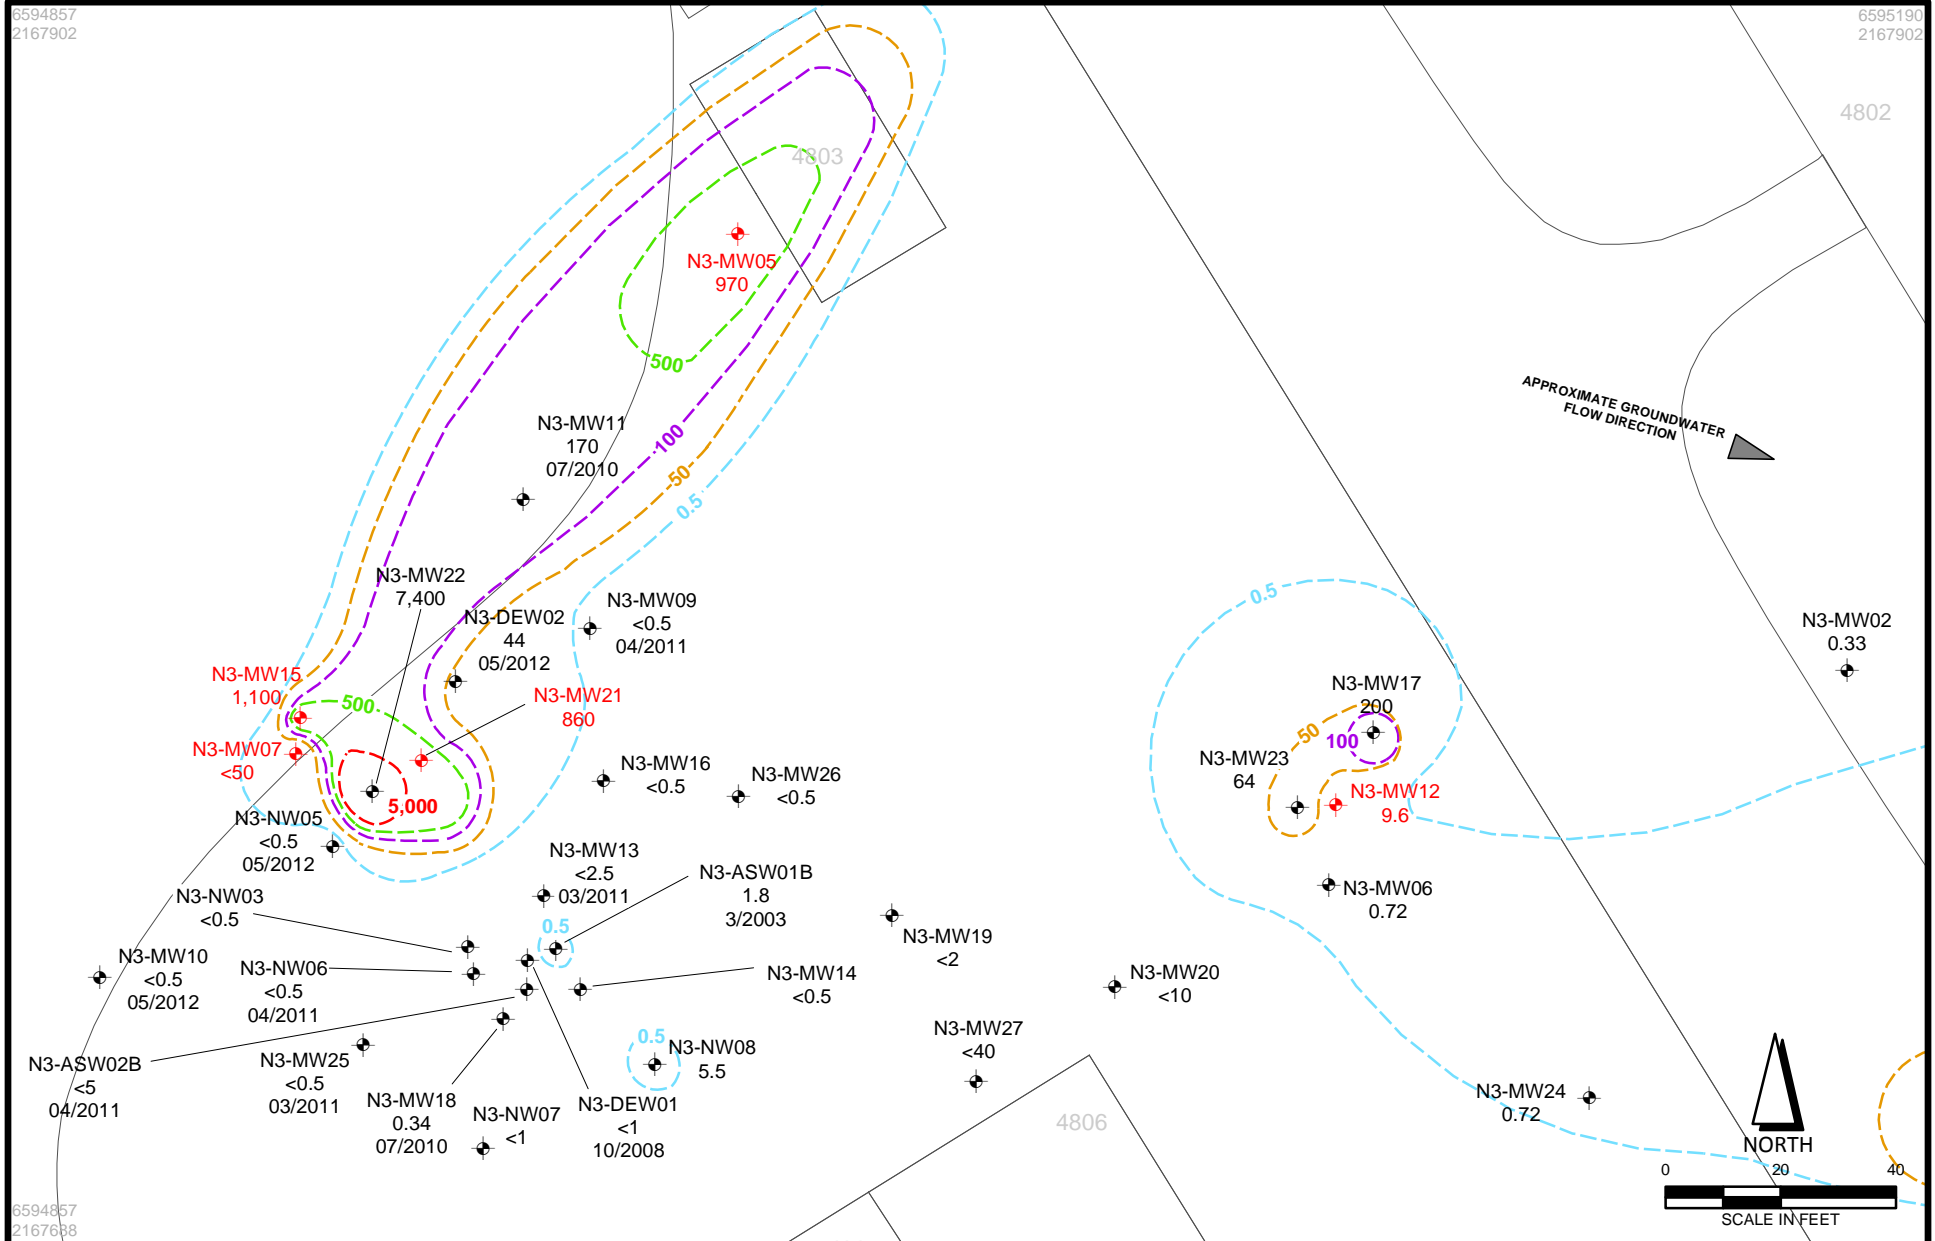 6594857
2167902
6595190
2167902
4802
4803
N3-MW05
970
500
APPROXIMATE GROUNDWATER
FLOW DIRECTION
N3-MW11
170
07/2010
100
50
0.5
N3-MW22
7,400
N3-DEW02
44
05/2012
N3-MW09
<0.5
04/2011
0.5
N3-MW02
0.33
N3-MW15
1,100
500
N3-MW21
860
N3-MW17
200
50
100
N3-MW07
<50
5,000
N3-MW16
<0.5
N3-MW26
<0.5
N3-MW23
64
N3-MW12
9.6
N3-NW05
<0.5
05/2012
N3-MW13
<2.5
03/2011
N3-ASW01B
1.8
3/2003
N3-MW06
0.72
N3-NW03
<0.5
0.5
N3-MW19
<2
N3-MW10
<0.5
05/2012
N3-NW06
<0.5
04/2011
N3-MW14
<0.5
N3-MW20
<10
N3-ASW02B
<5
04/2011
N3-MW25
<0.5
03/2011
0.5
N3-NW08
5.5
N3-MW27
<40
N3-MW18
0.34
07/2010
N3-NW07
<1
N3-DEW01
<1
10/2008
4806
N3-MW24
0.72
NORTH
0 20 40
SCALE IN FEET
6594857
2167688